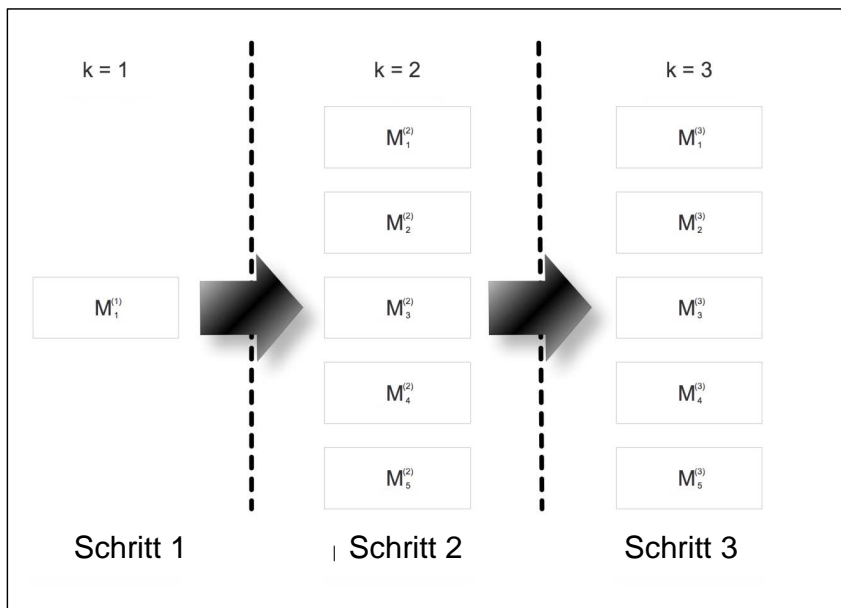 k = 1
k = 2
k = 3
M₁⁽²⁾
M₁⁽³⁾
M₂⁽²⁾
M₂⁽³⁾
M₁⁽¹⁾
M₃⁽²⁾
M₃⁽³⁾
M₄⁽²⁾
M₄⁽³⁾
M₅⁽²⁾
M₅⁽³⁾
Schritt 1
Schritt 2
Schritt 3